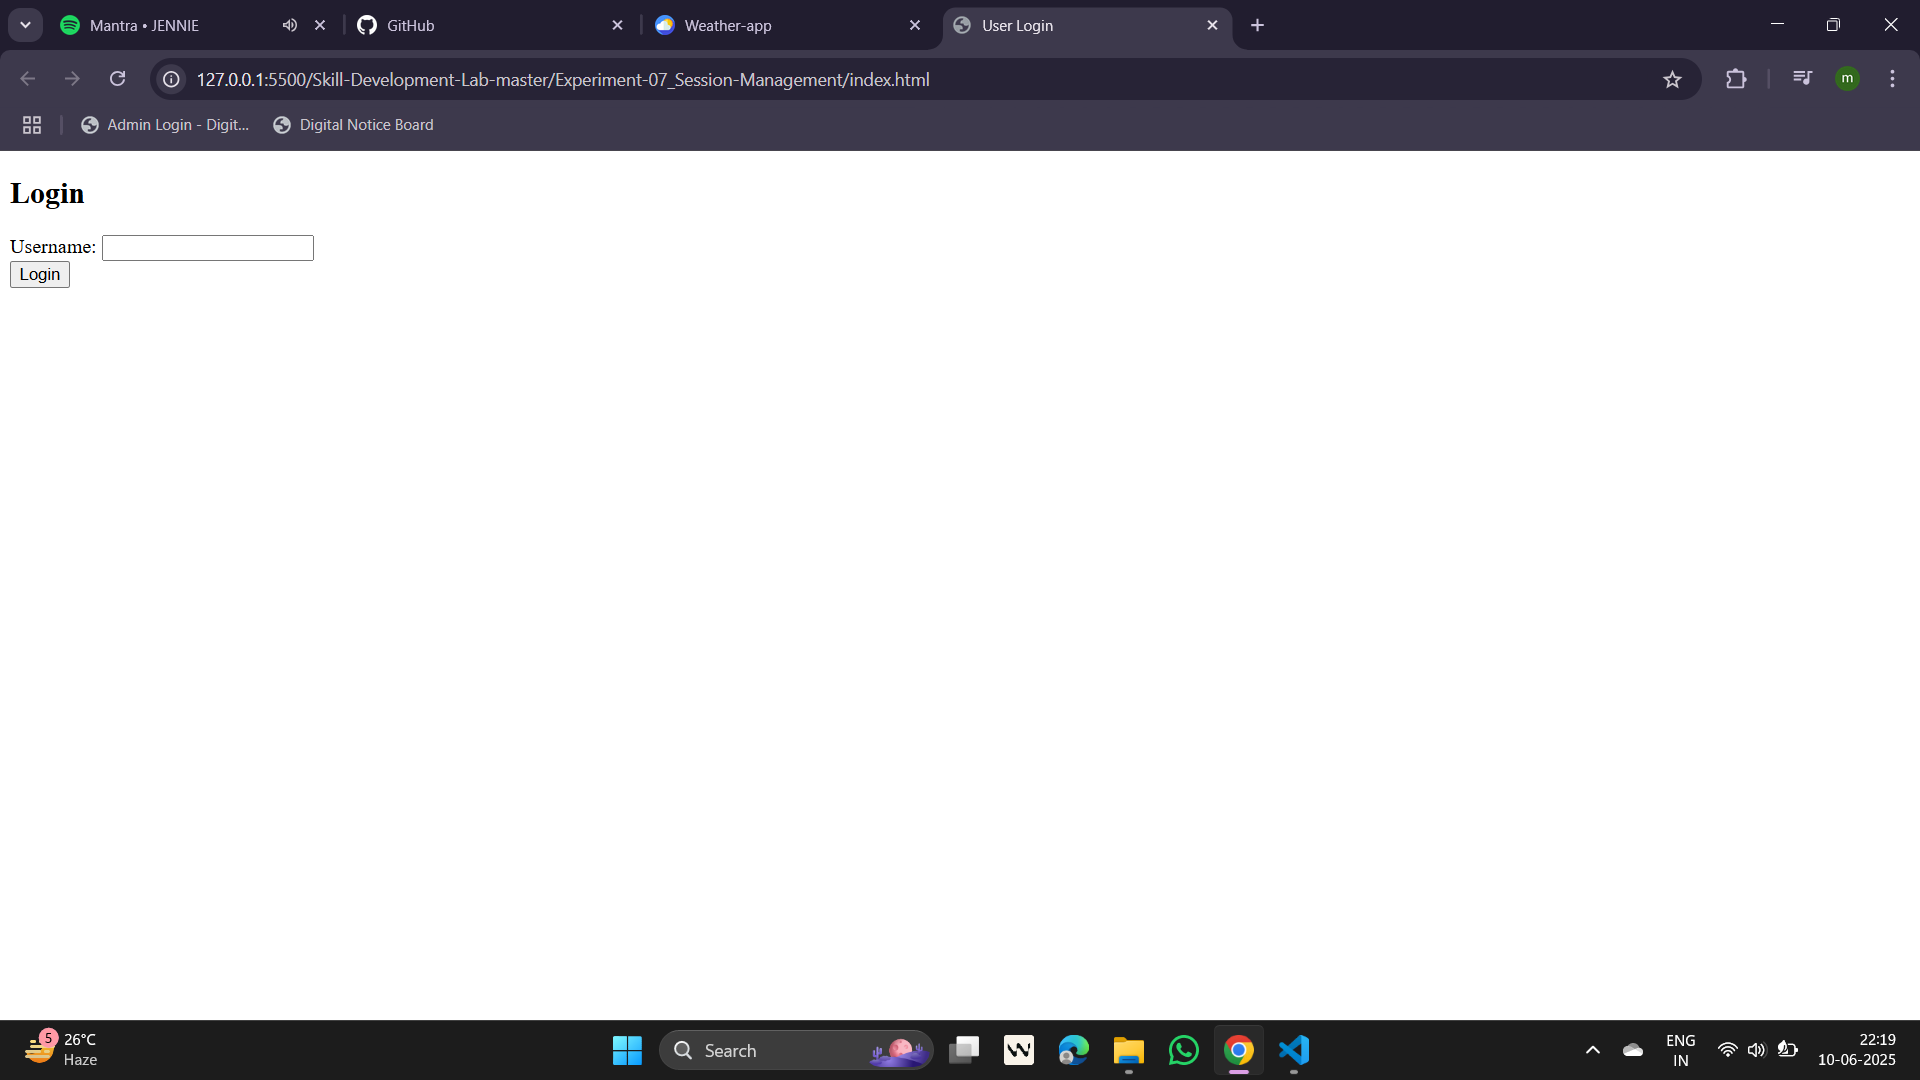 Mantra • JENNIE
GitHub
Weather-app
User Login
127.0.0.1:5500/Skill-Development-Lab-master/Experiment-07_Session-Management/index.html
m
Admin Login - Digit...
Digital Notice Board
Login
Username:
Login
5
26°C
Haze
Search
ENG
IN
22:19
10-06-2025